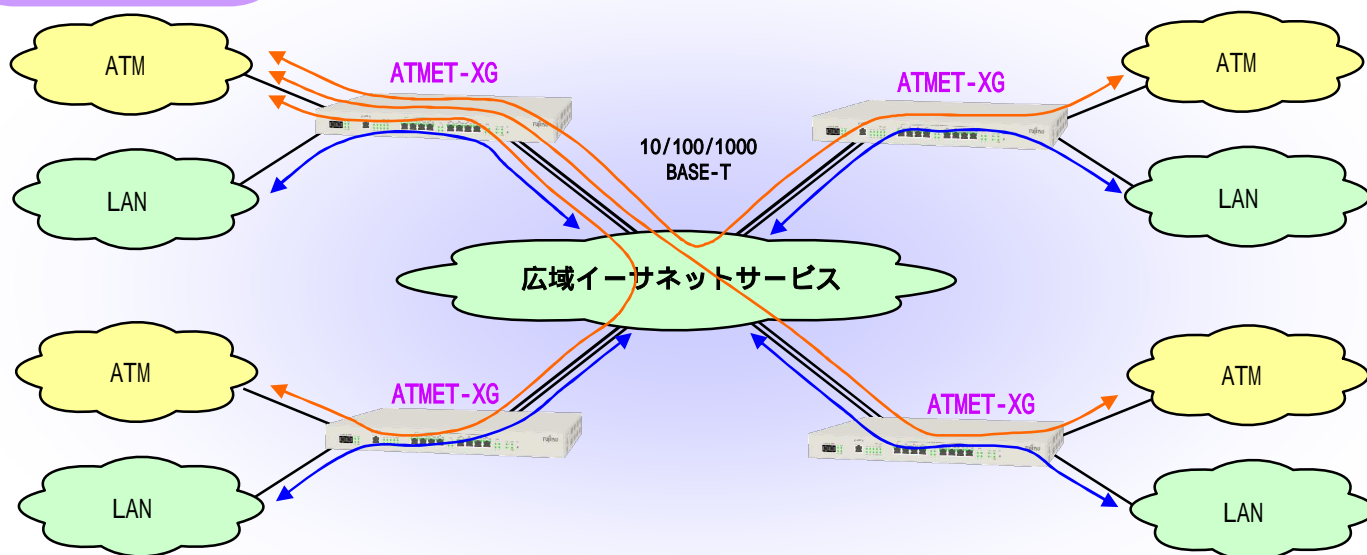 ATM
ATMET-XG
ATMET-XG
ATM
10/100/1000
BASE-T
LAN
LAN
広域イーサネットサービス
ATM
ATMET-XG
ATMET-XG
ATM
LAN
LAN